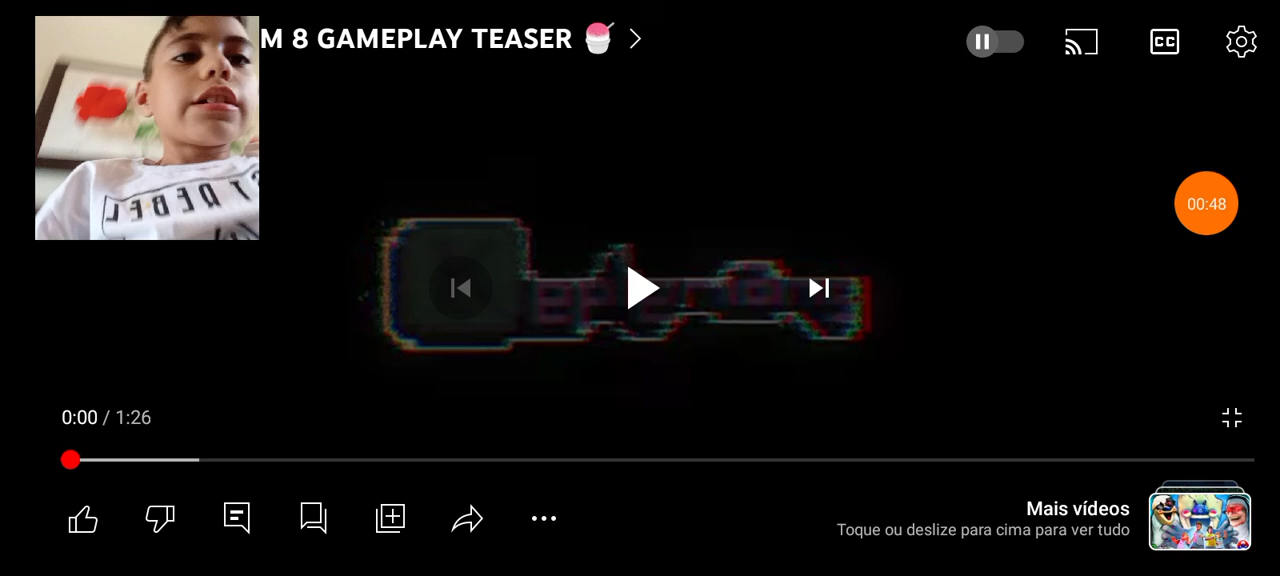 M 8 GAMEPLAY TEASER
CC
00:48
0:00 / 1:26
Mais vídeos
Toque ou deslize para cima para ver tudo